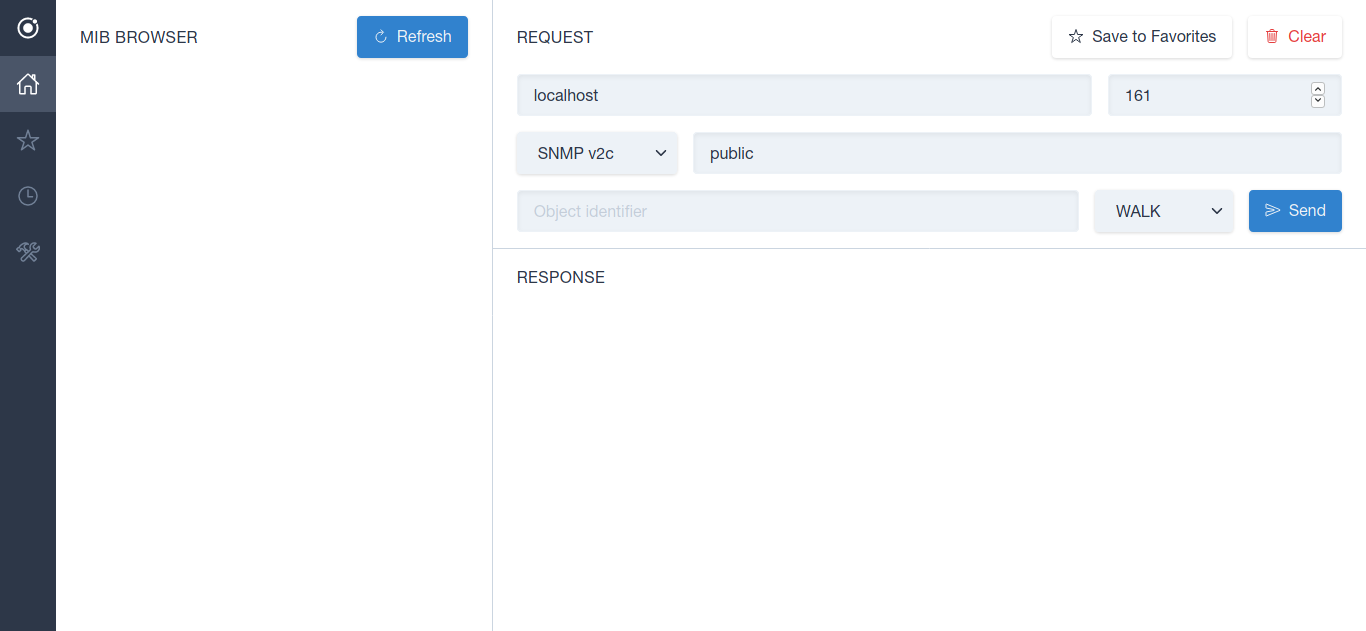 MIB BROWSER
Refresh
REQUEST
Save to Favorites
Clear
localhost
161
SNMP v2c
public
Object identifier
WALK
Send
RESPONSE